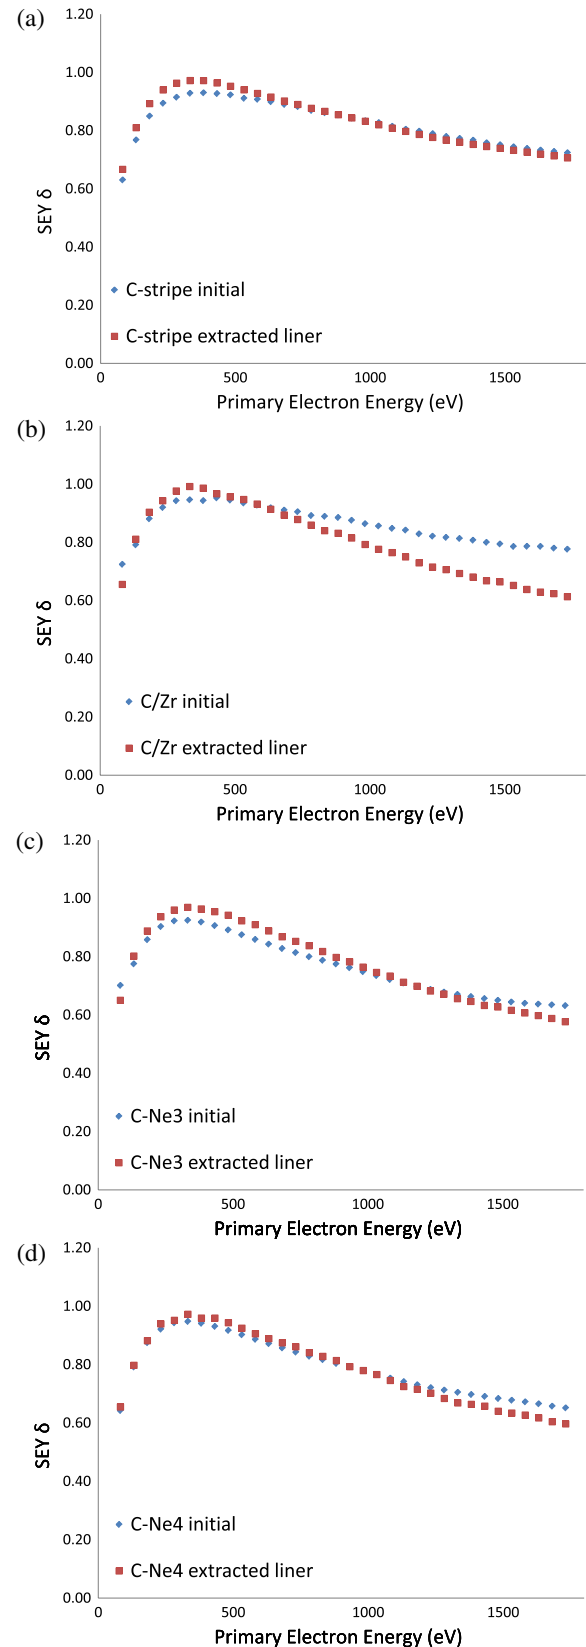 (a)
1.20
1.00
0.80
0.60
0.40
0.20
0.00
SEY δ
C-stripe initial
C-stripe extracted liner
0 500 1000 1500
Primary Electron Energy (eV)
(b)
1.20
1.00
0.80
0.60
0.40
0.20
0.00
SEY δ
C/Zr initial
C/Zr extracted liner
0 500 1000 1500
Primary Electron Energy (eV)
(c)
1.20
1.00
0.80
0.60
0.40
0.20
0.00
SEY δ
C-Ne3 initial
C-Ne3 extracted liner
0 500 1000 1500
Primary Electron Energy (eV)
(d)
1.20
1.00
0.80
0.60
0.40
0.20
0.00
SEY δ
C-Ne4 initial
C-Ne4 extracted liner
0 500 1000 1500
Primary Electron Energy (eV)